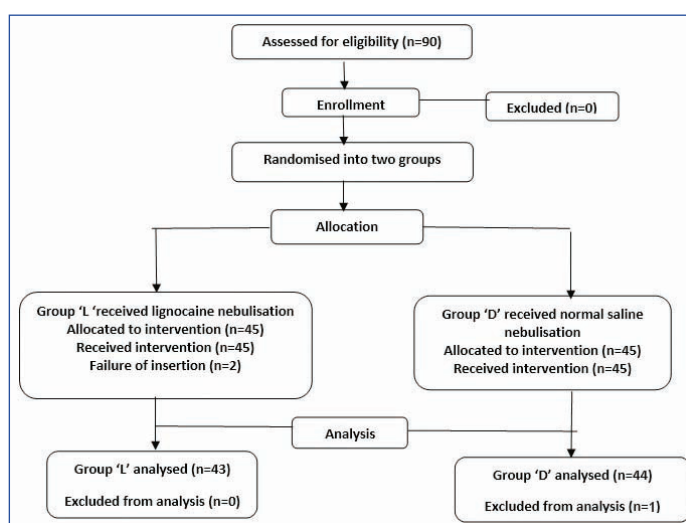 Assessed for eligibility (n=90)
Enrollment
Excluded (n=0)
Randomised into two groups
Allocation
Group ‘L ‘received lignocaine nebulisation
Allocated to intervention (n=45)
Received intervention (n=45)
Failure of insertion (n=2)
Group ‘D’ received normal saline
nebulisation
Allocated to intervention (n=45)
Received intervention (n=45)
Analysis
Group ‘L’ analysed (n=43)
Excluded from analysis (n=0)
Group ‘D’ analysed (n=44)
Excluded from analysis (n=1)